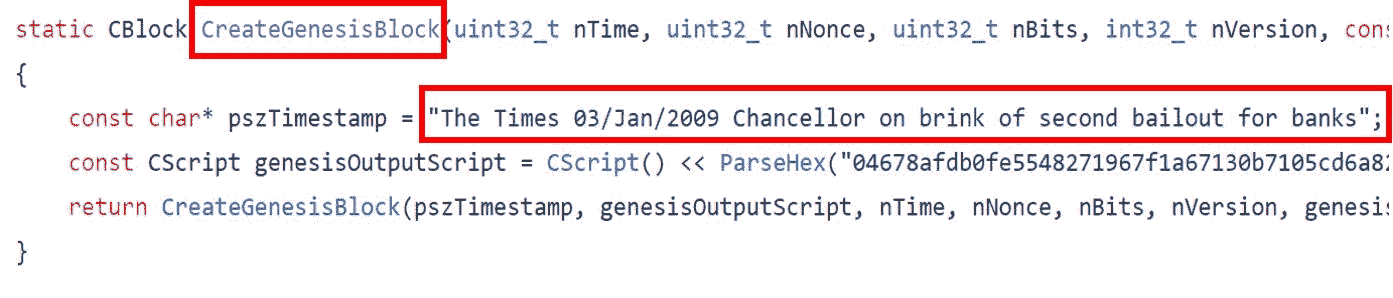 static CBlock CreateGenesisBlock(uint32_t nTime, uint32_t nNonce, uint32_t nBits, int32_t nVersion, cons
{
const char* pszTimestamp = "The Times 03/Jan/2009 Chancellor on brink of second bailout for banks";
const CScript genesisOutputScript = CScript() << ParseHex("04678afdb0fe5548271967f1a67130b7105cd6a82
return CreateGenesisBlock(pszTimestamp, genesisOutputScript, nTime, nNonce, nBits, nVersion, genesis
}